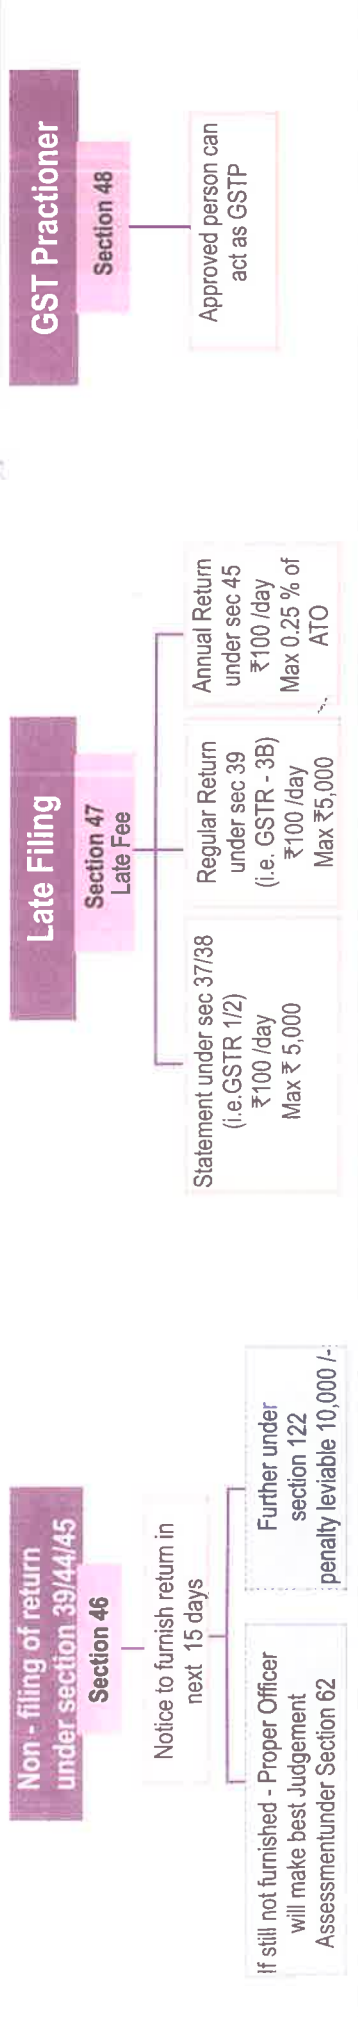 Non - filing of return
under section 39/44/45
Section 46
Notice to furnish return in
next 15 days
If still not furnished - Proper Officer
will make best Judgement
Assessmentunder Section 62
Further under
section 122
penalty leviable 10,000 /-
Late Filing
Section 47
Late Fee
Statement under sec 37/38
(i.e.GSTR 1/2)
₹100 /day
Max ₹ 5,000
Regular Return
under sec 39
(i.e. GSTR - 3B)
₹100 /day
Max ₹5,000
Annual Return
under sec 45
₹100 /day
Max 0.25 % of
ATO
GST Practioner
Section 48
Approved person can
act as GSTP